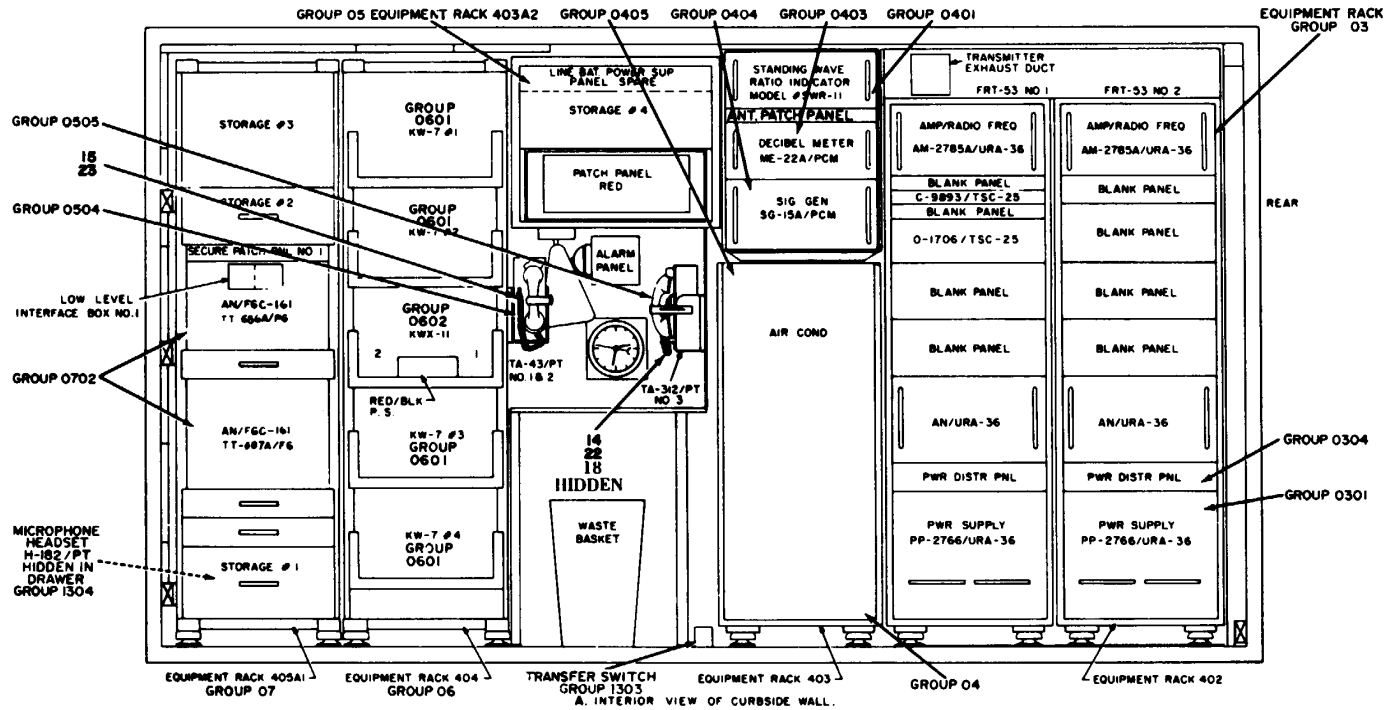 GROUP 05 EQUIPMENT RACK 403A2
GROUP 0405
GROUP 0404
GROUP 0403
GROUP 0401
EQUIPMENT RACK
GROUP 03
GROUP 0505
15
23
GROUP 0504
LOW LEVEL
INTERFACE BOX NO.1
GROUP 0702
MICROPHONE
HEADSET
H-182/PT
HIDDEN IN
DRAWER
GROUP 1304
STORAGE #3
STORAGE #2
SECURE PATCH PNL NO 1
AN/FGC-161
TT 686A/F6
AN/FGC-161
TT-687A/F6
STORAGE #1
EQUIPMENT RACK 405A1
GROUP 07
GROUP
0601
KW-7 #1
GROUP
0601
KW-7 #2
GROUP
0602
KWX-11
2
1
RED/BLK
P.S.
KW-7 #3
GROUP
0601
KW-7 #4
GROUP
0601
EQUIPMENT RACK 404
GROUP 06
LINE BAT. POWER SUP
PANEL SPARE
STORAGE #4
PATCH PANEL
RED
ALARM
PANEL
TA-43/PT
NO. 1 & 2
TA-312/PT
NO 3
14
22
18
HIDDEN
WASTE
BASKET
TRANSFER SWITCH
GROUP 1303
STANDING WAVE
RATIO INDICATOR
MODEL #SWR-11
ANT. PATCH PANEL
DECIBEL METER
ME-22A/PCM
SIG GEN
SG-15A/PCM
AIR COND
EQUIPMENT RACK 403
GROUP 04
TRANSMITTER
EXHAUST DUCT
FRT-53 NO 1
AMP/RADIO FREQ
AM-2785A/URA-36
BLANK PANEL
C-9893/TSC-25
BLANK PANEL
O-1706/TSC-25
BLANK PANEL
BLANK PANEL
AN/URA-36
PWR DISTR PNL
PWR SUPPLY
PP-2766/URA-36
FRT-53 NO 2
AMP/RADIO FREQ
AM-2785A/URA-36
BLANK PANEL
BLANK PANEL
BLANK PANEL
BLANK PANEL
AN/URA-36
PWR DISTR PNL
PWR SUPPLY
PP-2766/URA-36
EQUIPMENT RACK 402
REAR
GROUP 0304
GROUP 0301
A. INTERIOR VIEW OF CURBSIDE WALL.